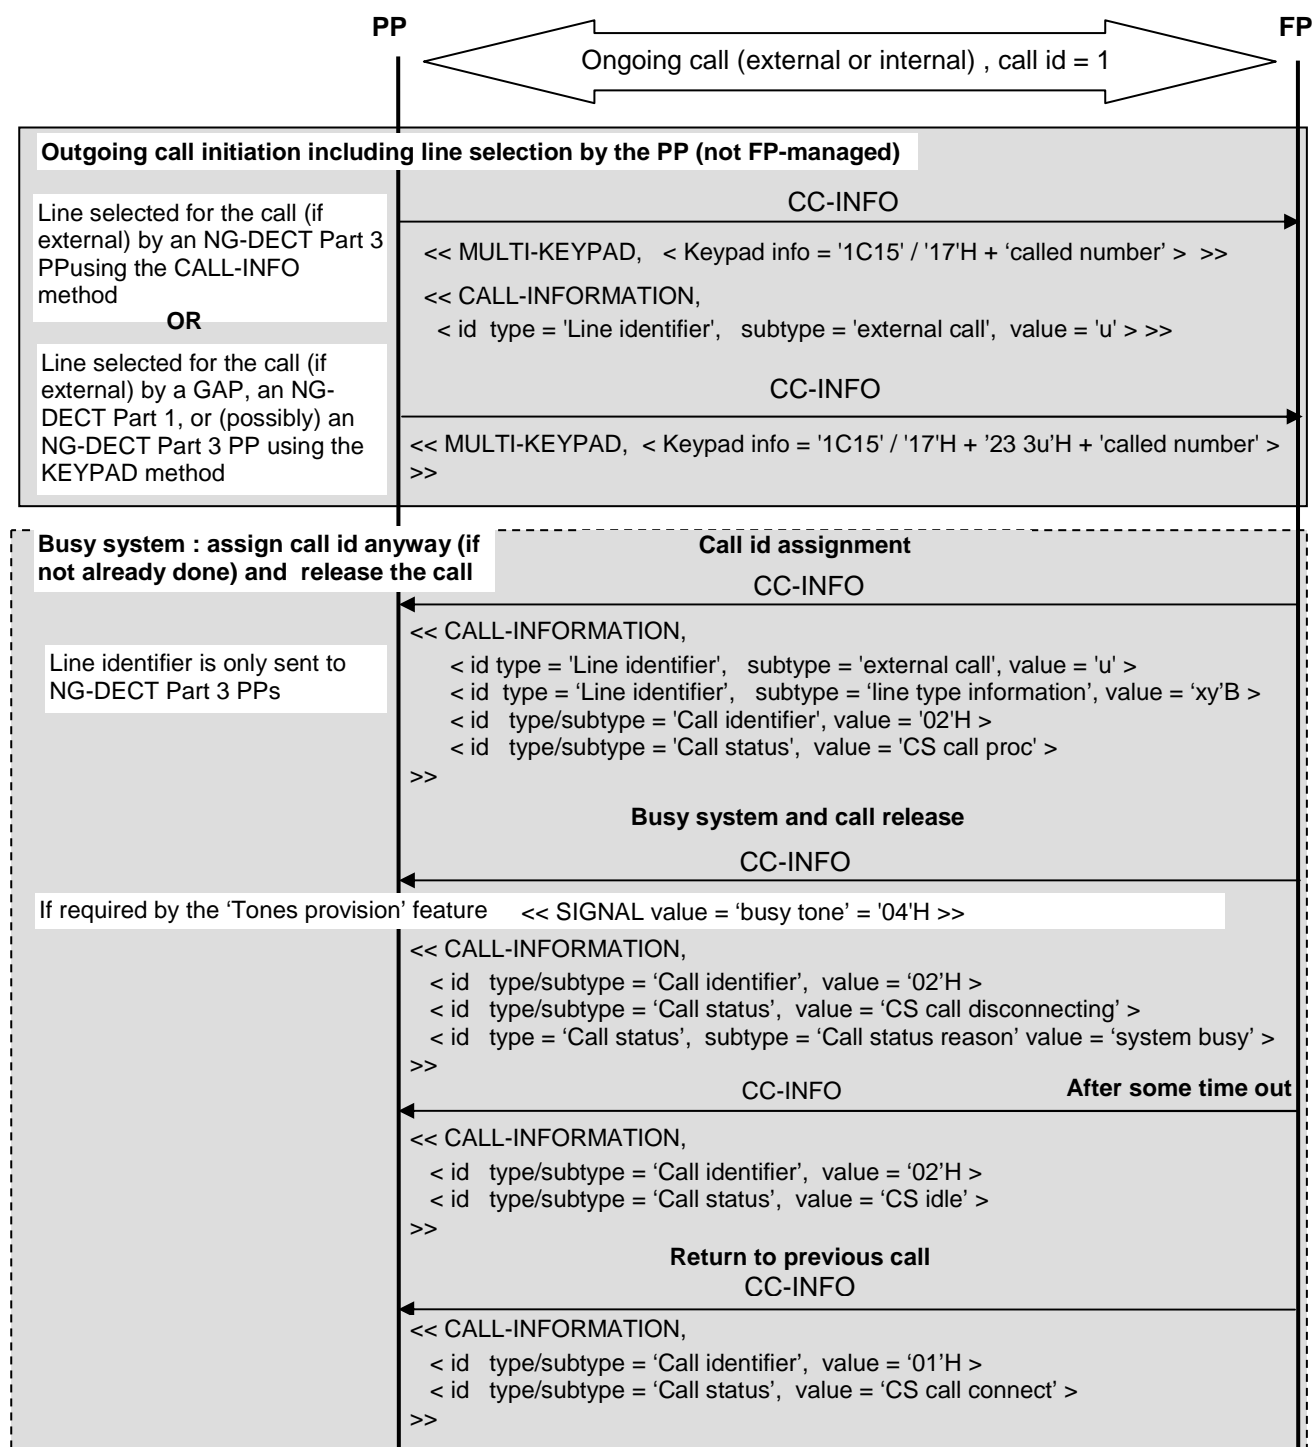 PP
FP
Ongoing call (external or internal) , call id = 1
Outgoing call initiation including line selection by the PP (not FP-managed)
Line selected for the call (if
external) by an NG-DECT Part 3
PPusing the CALL-INFO
method
OR
Line selected for the call (if
external) by a GAP, an NG-
DECT Part 1, or (possibly) an
NG-DECT Part 3 PP using the
KEYPAD method
CC-INFO
<< MULTI-KEYPAD, < Keypad info = '1C15' / '17'H + ‘called number’ > >>
<< CALL-INFORMATION,
< id type = 'Line identifier', subtype = 'external call', value = 'u' > >>
CC-INFO
<< MULTI-KEYPAD, < Keypad info = '1C15' / '17'H + ’23 3u’H + 'called number' >
>>
Busy system : assign call id anyway (if
not already done) and release the call
Call id assignment
CC-INFO
Line identifier is only sent to
NG-DECT Part 3 PPs
<< CALL-INFORMATION,
< id type = 'Line identifier', subtype = 'external call', value = 'u' >
< id type = ‘Line identifier’, subtype = ‘line type information’, value = ‘xy’B >
< id type/subtype = 'Call identifier', value = '02'H >
< id type/subtype = 'Call status', value = 'CS call proc' >
>>
Busy system and call release
CC-INFO
If required by the ‘Tones provision’ feature << SIGNAL value = ‘busy tone’ = '04'H >>
<< CALL-INFORMATION,
< id type/subtype = ‘Call identifier’, value = ‘02’H >
< id type/subtype = ‘Call status’, value = ‘CS call disconnecting’ >
< id type = ‘Call status’, subtype = ‘Call status reason’ value = ‘system busy’ >
>>
CC-INFO
After some time out
<< CALL-INFORMATION,
< id type/subtype = ‘Call identifier’, value = ‘02’H >
< id type/subtype = ‘Call status’, value = ‘CS idle’ >
>>
Return to previous call
CC-INFO
<< CALL-INFORMATION,
< id type/subtype = ‘Call identifier’, value = ‘01’H >
< id type/subtype = ‘Call status’, value = ‘CS call connect’ >
>>